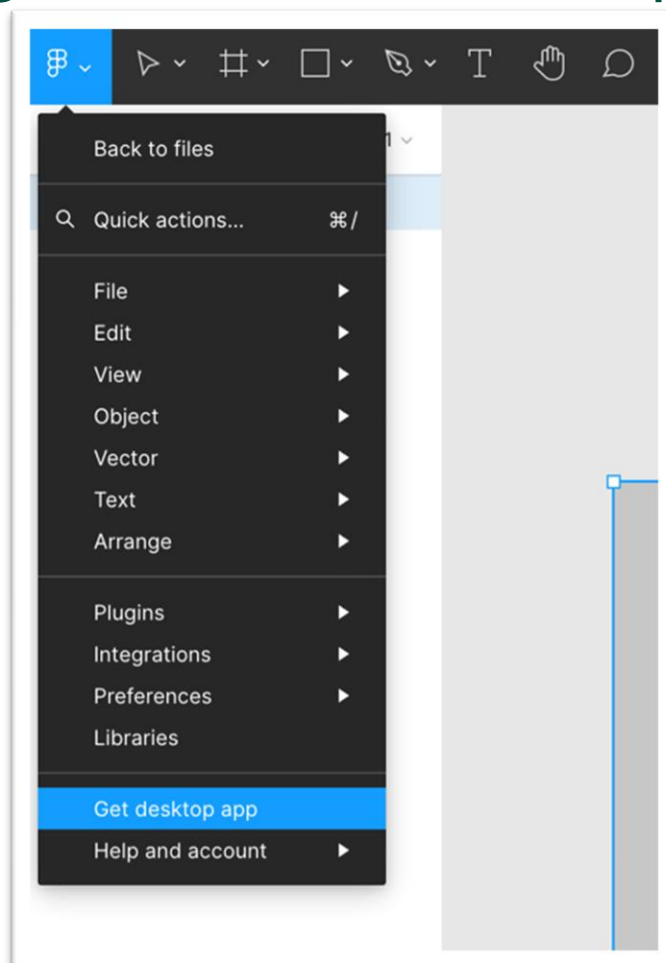 T
1
Back to files
Quick actions... ⌘/
File
Edit
View
Object
Vector
Text
Arrange
Plugins
Integrations
Preferences
Libraries
Get desktop app
Help and account